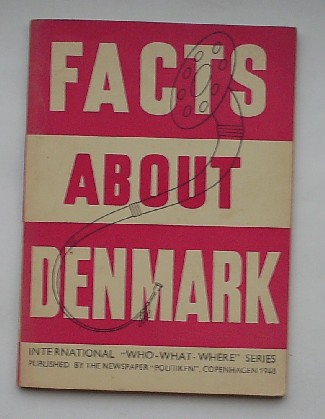 FACTS
ABOUT
DENMARK
INTERNATIONAL "WHO-WHAT-WHERE" SERIES
PUBLISHED BY THE NEWSPAPER "POLITIKEN", COPENHAGEN 1948